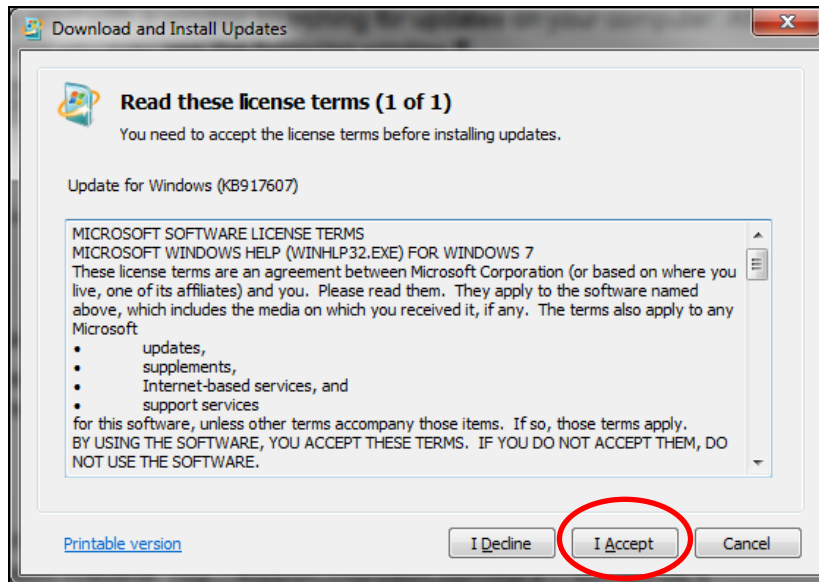 for updates on your computer
Download and Install Updates
Read these license terms (1 of 1)
You need to accept the license terms before installing updates.
Update for Windows (KB917607)
MICROSOFT SOFTWARE LICENSE TERMS
MICROSOFT WINDOWS HELP (WINHLP32.EXE) FOR WINDOWS 7
These license terms are an agreement between Microsoft Corporation (or based on where you
live, one of its affiliates) and you.  Please read them.  They apply to the software named
above, which includes the media on which you received it, if any.  The terms also apply to any
Microsoft
• updates,
• supplements,
• Internet-based services, and
• support services
for this software, unless other terms accompany those items.  If so, those terms apply.
BY USING THE SOFTWARE, YOU ACCEPT THESE TERMS.  IF YOU DO NOT ACCEPT THEM, DO
NOT USE THE SOFTWARE.
Printable version
I Decline
I Accept
Cancel